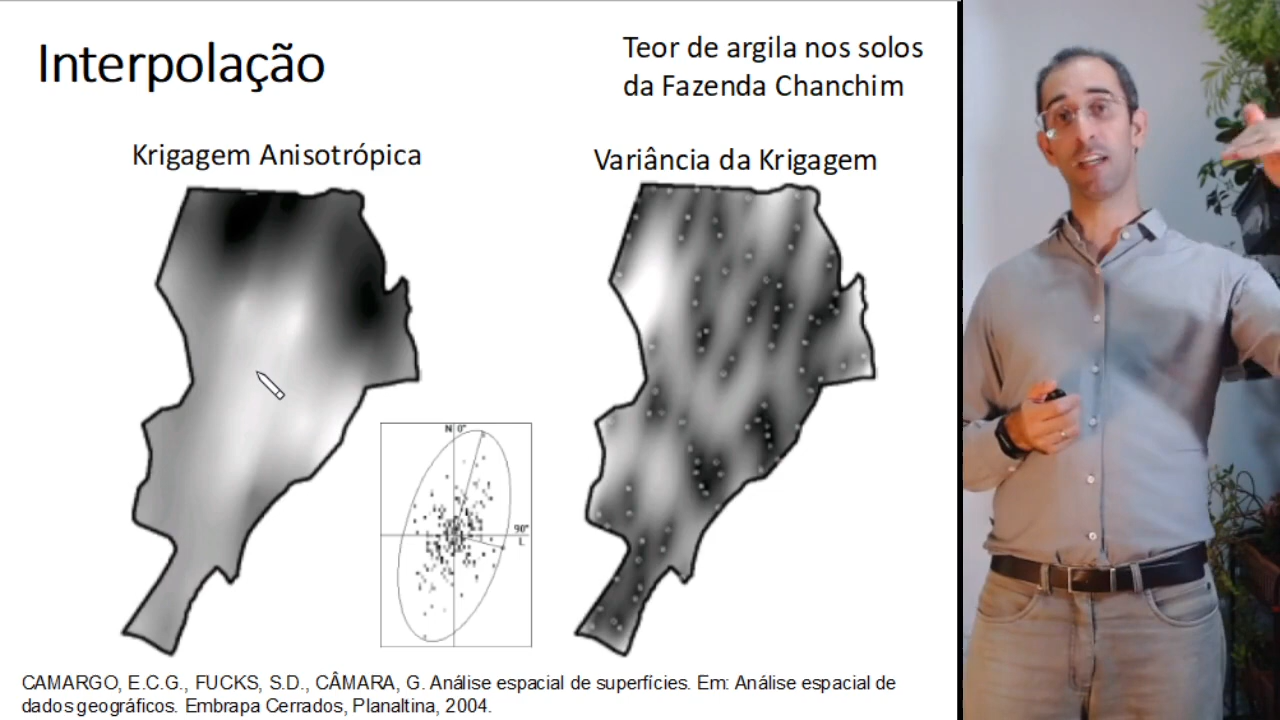 Interpolação
Teor de argila nos solos
da Fazenda Chanchim
Krigagem Anisotrópica
Variância da Krigagem
N 0°
90°
L
CAMARGO, E.C.G., FUCKS, S.D., CÂMARA, G. Análise espacial de superfícies. Em: Análise espacial de
dados geográficos. Embrapa Cerrados, Planaltina, 2004.